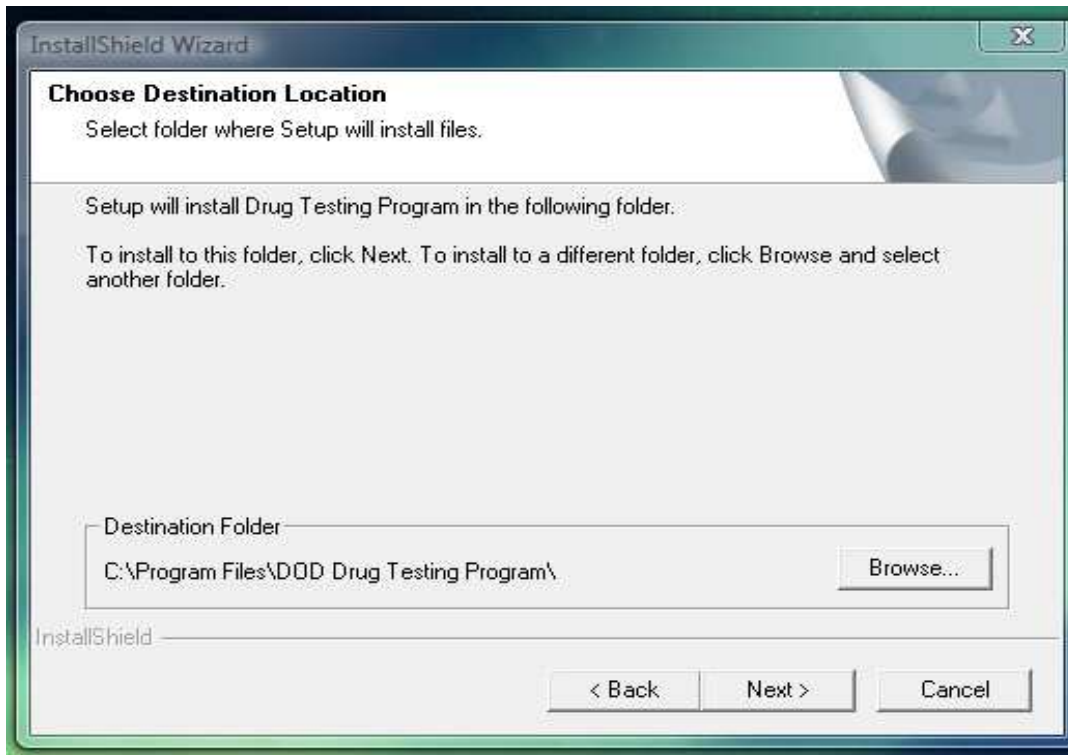 InstallShield Wizard
Choose Destination Location
Select folder where Setup will install files.
Setup will install Drug Testing Program in the following folder.
To install to this folder, click Next. To install to a different folder, click Browse and select
another folder.
Destination Folder
C:\Program Files\DOD Drug Testing Program\
Browse...
InstallShield
< Back
Next >
Cancel